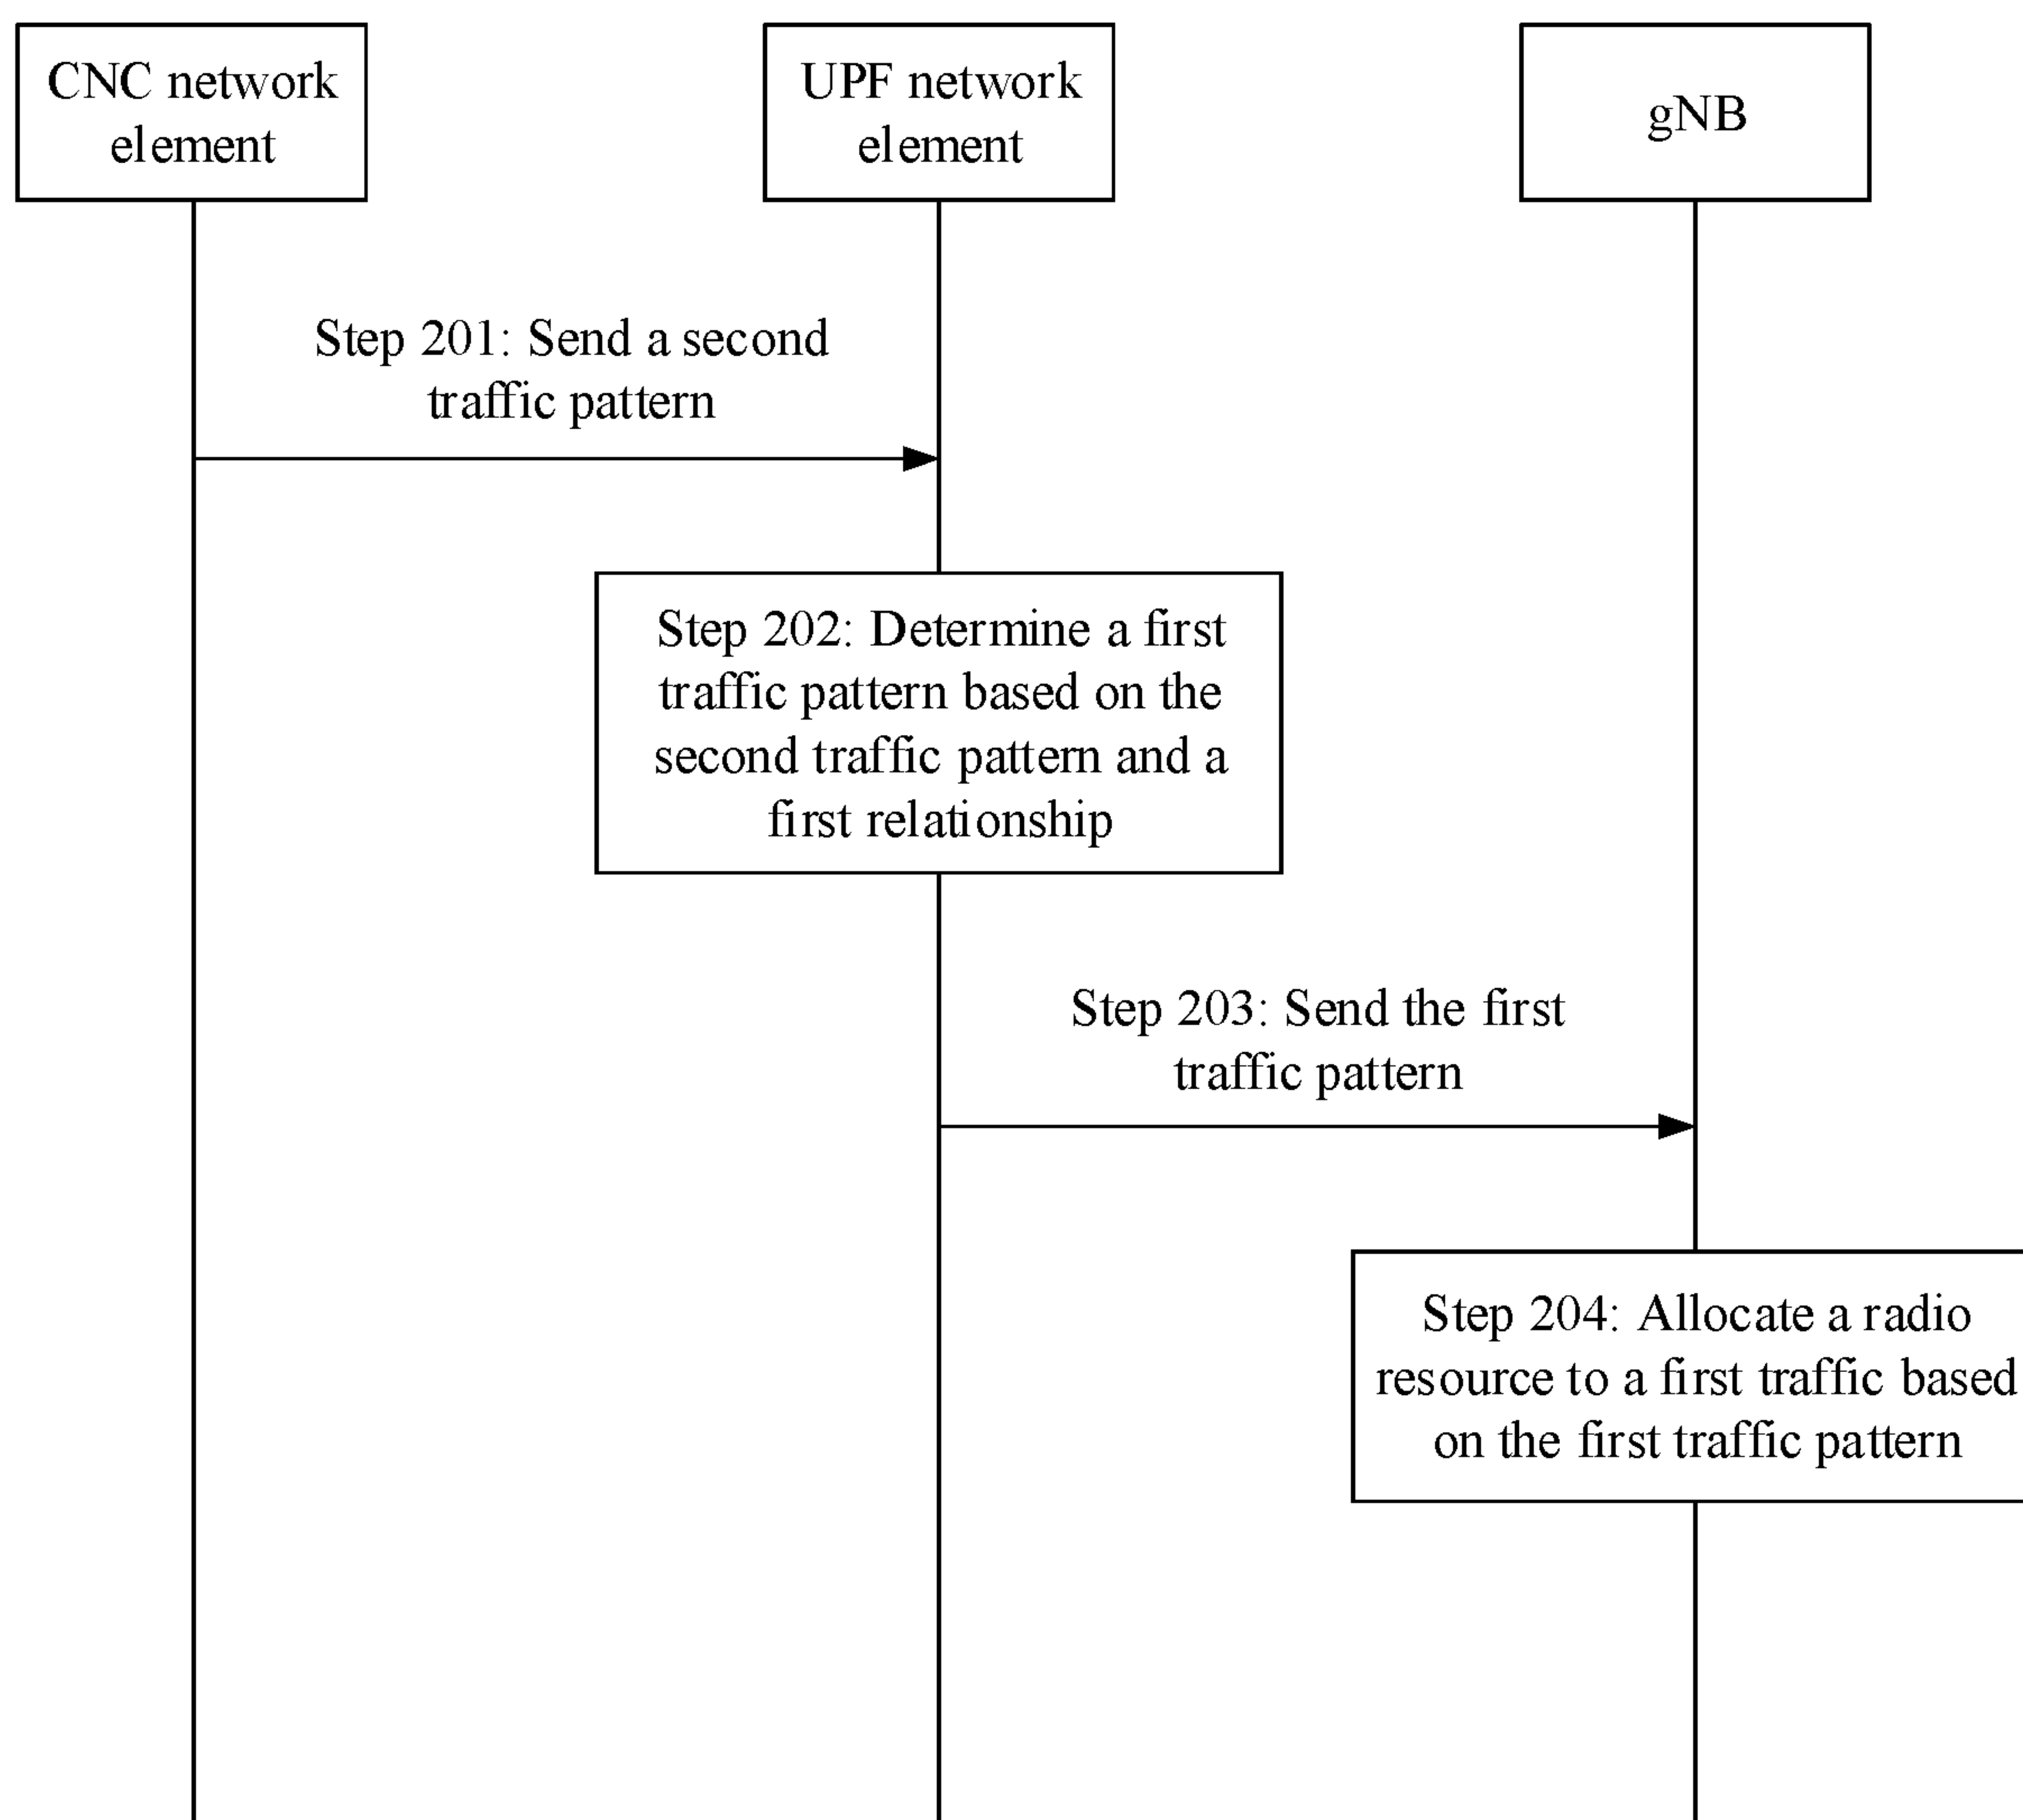 CNC network
element
UPF network
element
gNB
Step 201: Send a second
traffic pattern
Step 202: Determine a first
traffic pattern based on the
second traffic pattern and a
first relationship
Step 203: Send the first
traffic pattern
Step 204: Allocate a radio
resource to a first traffic based
on the first traffic pattern